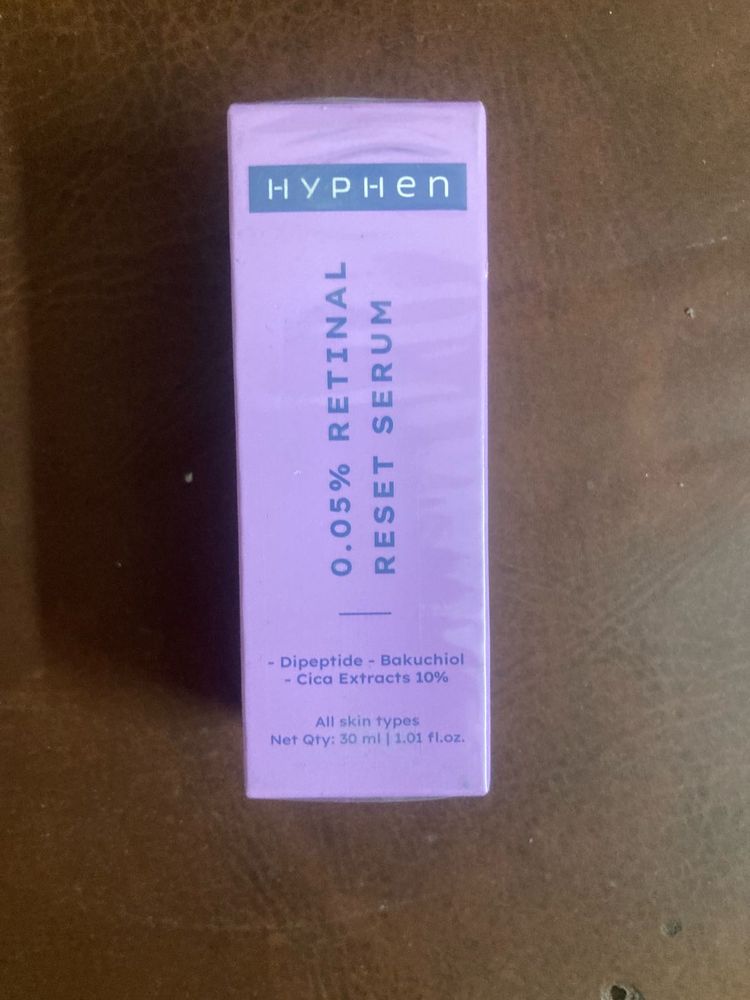 HYPHen
0.05% RETINAL
RESET SERUM
- Dipeptide - Bakuchiol
- Cica Extracts 10%
All skin types
Net Qty: 30 ml | 1.01 fl.oz.